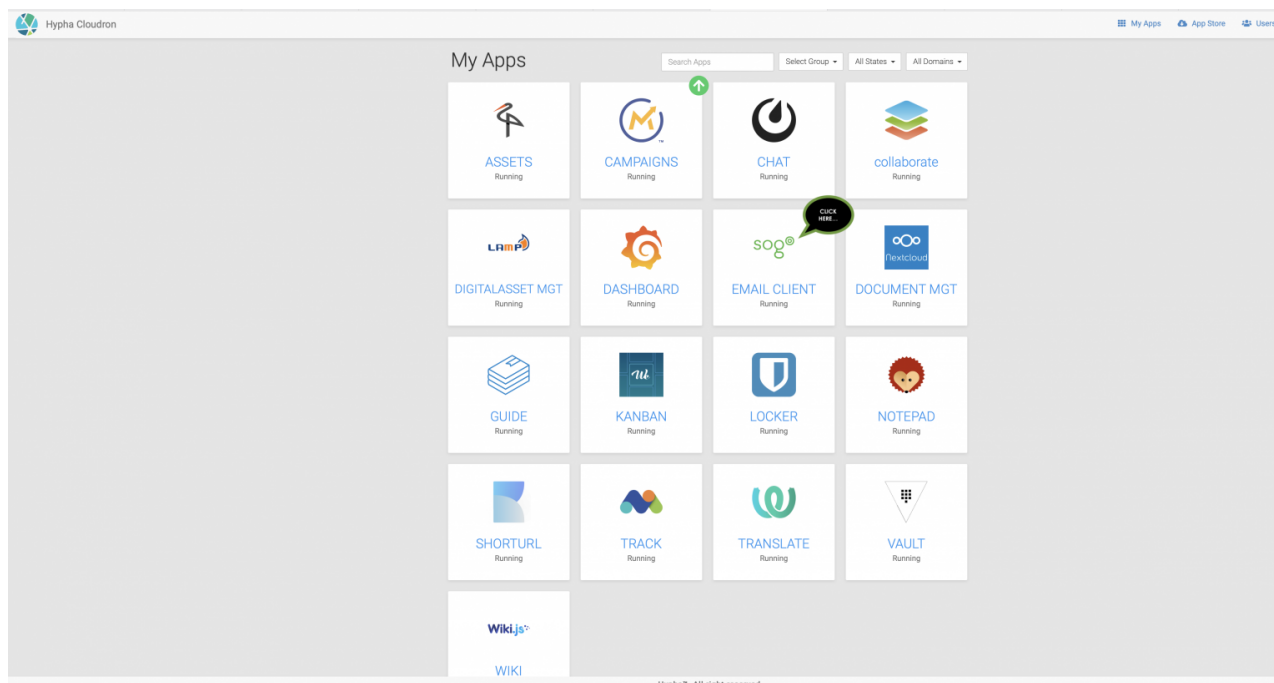 Hypha Cloudron
My Apps
App Store
Users
My Apps
Search Apps
Select Group
All States
All Domains
ASSETS
Running
CAMPAIGNS
Running
CHAT
Running
collaborate
Running
LAMP
DIGITALASSET MGT
Running
DASHBOARD
Running
CLICK
HERE...
sogo
EMAIL CLIENT
Running
nextcloud
DOCUMENT MGT
Running
GUIDE
Running
KANBAN
Running
LOCKER
Running
NOTEPAD
Running
SHORTURL
Running
TRACK
Running
TRANSLATE
Running
VAULT
Running
Wiki.js
WIKI